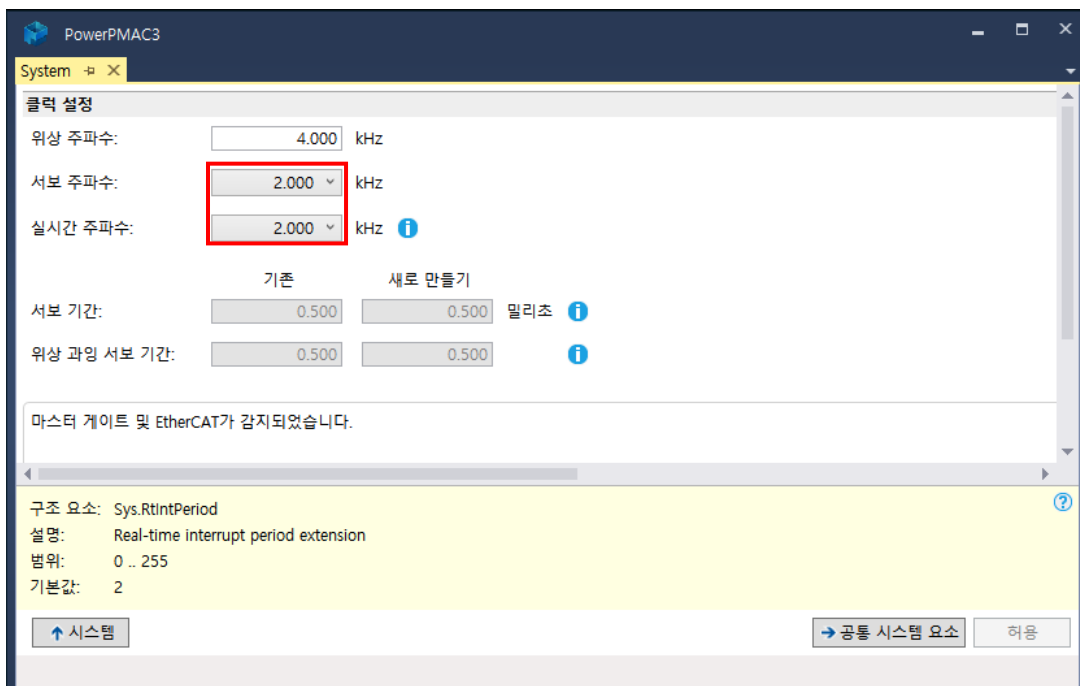 PowerPMAC3
System
클럭 설정
위상 주파수: 4.000 kHz
서보 주파수: 2.000 kHz
실시간 주파수: 2.000 kHz
기존 새로 만들기
서보 기간: 0.500 0.500 밀리초
위상 과잉 서보 기간: 0.500 0.500
마스터 게이트 및 EtherCAT가 감지되었습니다.
구조 요소: Sys.RtIntPeriod
설명: Real-time interrupt period extension
범위: 0 .. 255
기본값: 2
시스템 공통 시스템 요소 허용